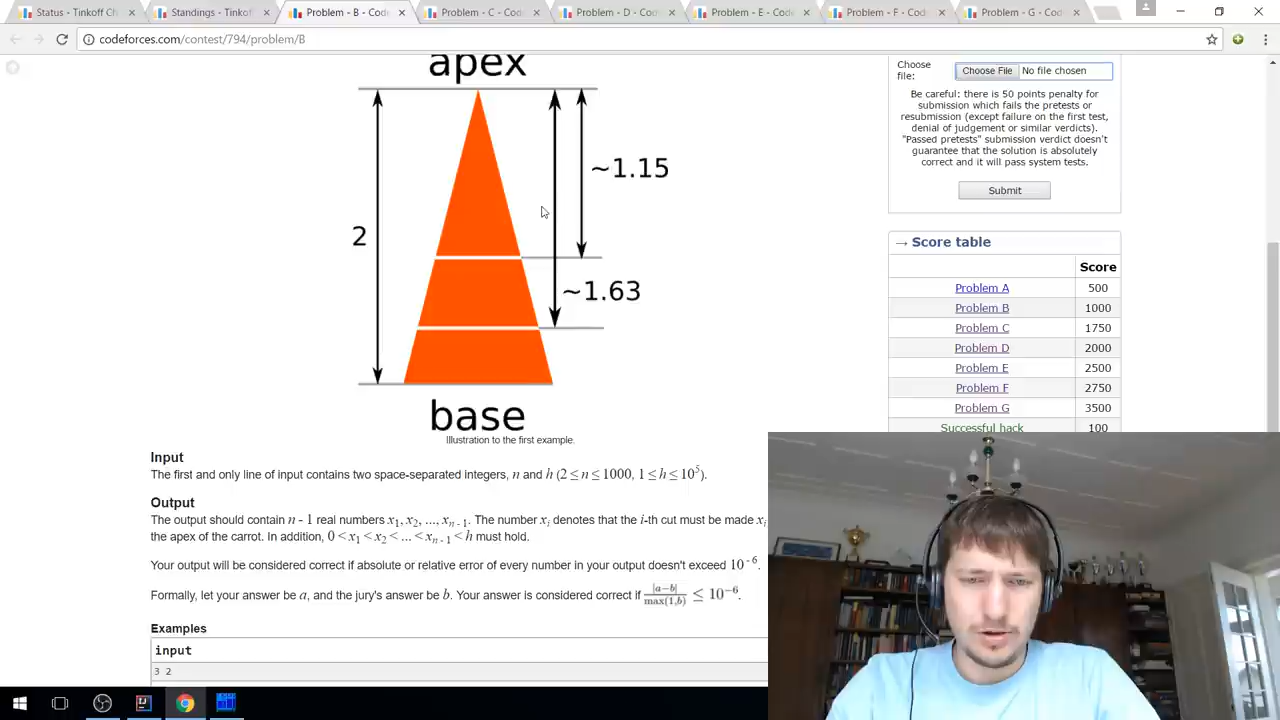 Status - Tinkoff Ch
Standings - Tinkoff
Problem - B - Codef
Problem - C - Codef
Problem - D - Codef
Problem - E - Codef
Problem - F - Codef
Problem - G - Codef
codeforces.com/contest/794/problem/B
apex
2
~1.15
~1.63
base
Illustration to the first example.
Input
The first and only line of input contains two space-separated integers, n and h (2 ≤ n ≤ 1000, 1 ≤ h ≤ 10^5).
Output
The output should contain n - 1 real numbers x1, x2, ..., xn - 1. The number xi denotes that the i-th cut must be made xi
the apex of the carrot. In addition, 0 < x1 < x2 < ... < xn - 1 < h must hold.
Your output will be considered correct if absolute or relative error of every number in your output doesn't exceed 10^-6.
Formally, let your answer be a, and the jury's answer be b. Your answer is considered correct if |a-b|/max(1,b) ≤ 10^-6.
Examples
input
3 2
Choose
file:
Choose File No file chosen
Be careful: there is 50 points penalty for
submission which fails the pretests or
resubmission (except failure on the first test,
denial of judgement or similar verdicts).
"Passed pretests" submission verdict doesn't
guarantee that the solution is absolutely
correct and it will pass system tests.
Submit
→ Score table
Score
Problem A 500
Problem B 1000
Problem C 1750
Problem D 2000
Problem E 2500
Problem F 2750
Problem G 3500
Successful hack 100